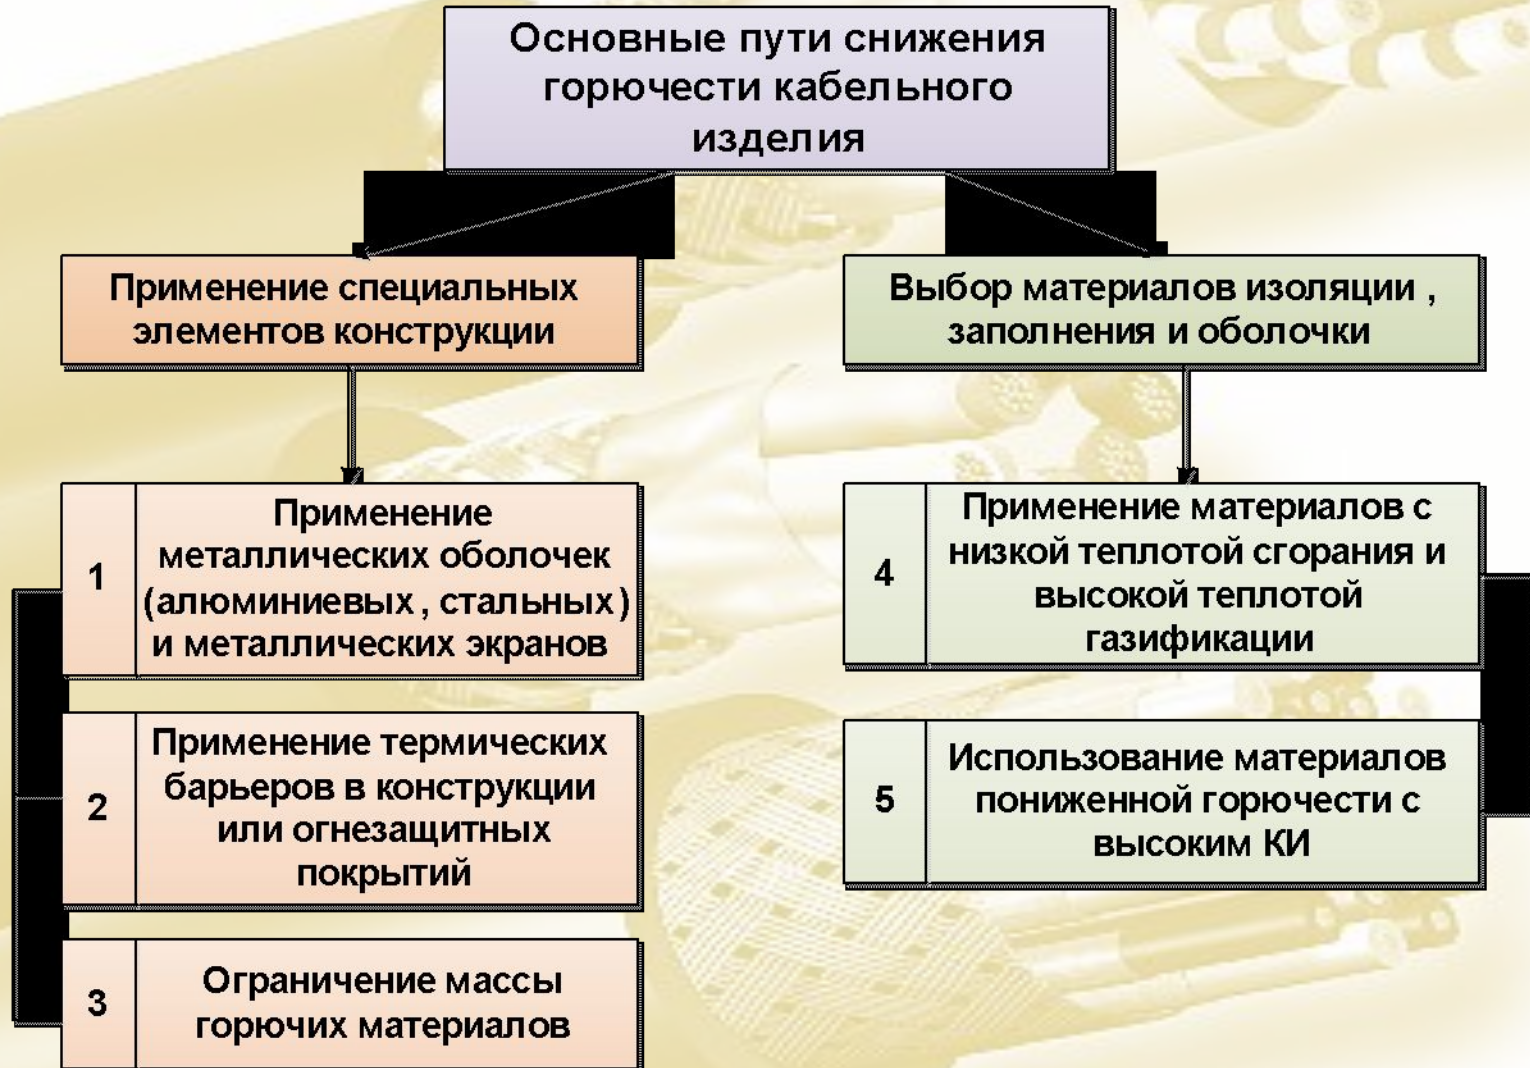 Основные пути снижения
горючести кабельного
изделия
Применение специальных
элементов конструкции
Выбор материалов изоляции ,
заполнения и оболочки
1
Применение
металлических оболочек
(алюминиевых , стальных)
и металлических экранов
2
Применение термических
барьеров в конструкции
или огнезащитных
покрытий
3
Ограничение массы
горючих материалов
4
Применение материалов с
низкой теплотой сгорания и
высокой теплотой
газификации
5
Использование материалов
пониженной горючести с
высоким КИ